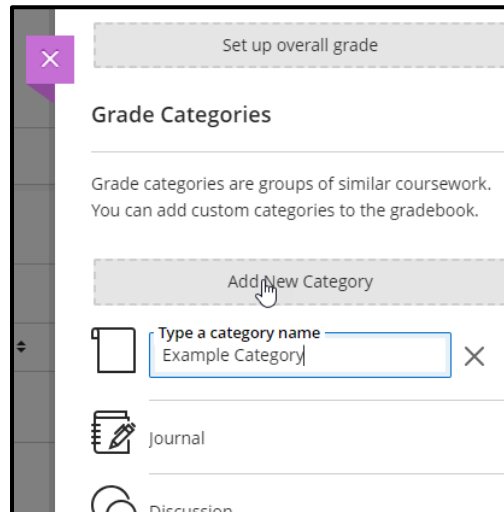 Set up overall grade
Grade Categories
Grade categories are groups of similar coursework.
You can add custom categories to the gradebook.
Add New Category
Type a category name
Example Category
Journal
Discussion